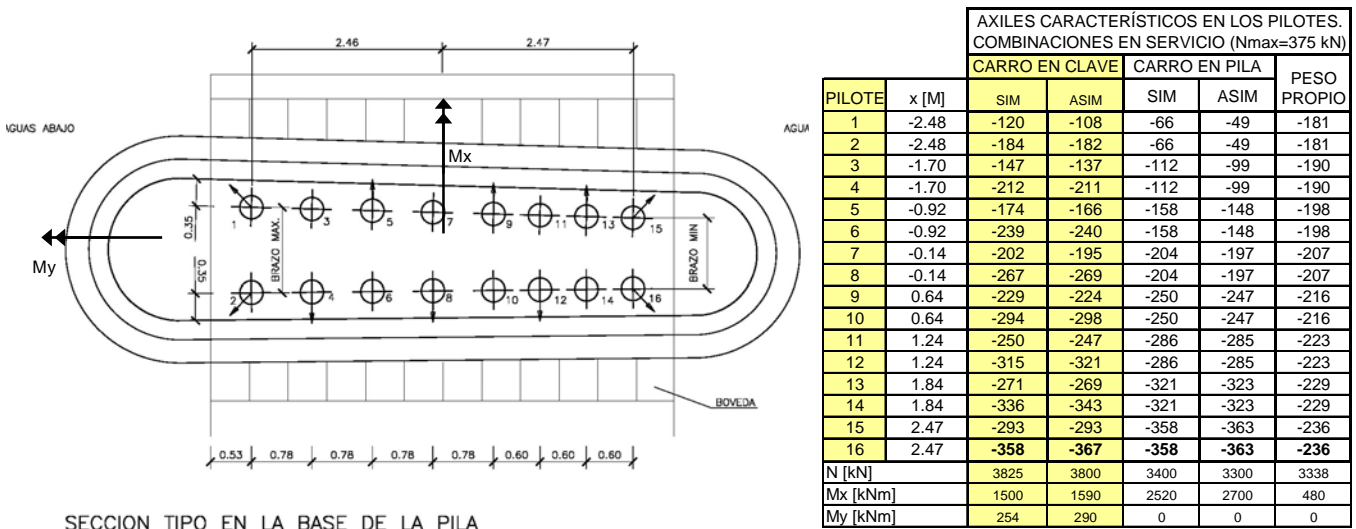 2.46 2.47
AGUAS ABAJO
AGUA
Mx
My
0.35
0.35
BRAZO MAX.
BRAZO MIN
1 3 5 7 9 11 13 15
2 4 6 8 10 12 14 16
BOVEDA
0.53 0.78 0.78 0.78 0.78 0.60 0.60 0.60
SECCION TIPO EN LA BASE DE LA PILA
AXILES CARACTERÍSTICOS EN LOS PILOTES.
COMBINACIONES EN SERVICIO (Nmax=375 kN)
CARRO EN CLAVE CARRO EN PILA PESO PROPIO
PILOTE x [M] SIM ASIM SIM ASIM
1 -2.48 -120 -108 -66 -49 -181
2 -2.48 -184 -182 -66 -49 -181
3 -1.70 -147 -137 -112 -99 -190
4 -1.70 -212 -211 -112 -99 -190
5 -0.92 -174 -166 -158 -148 -198
6 -0.92 -239 -240 -158 -148 -198
7 -0.14 -202 -195 -204 -197 -207
8 -0.14 -267 -269 -204 -197 -207
9 0.64 -229 -224 -250 -247 -216
10 0.64 -294 -298 -250 -247 -216
11 1.24 -250 -247 -286 -285 -223
12 1.24 -315 -321 -286 -285 -223
13 1.84 -271 -269 -321 -323 -229
14 1.84 -336 -343 -321 -323 -229
15 2.47 -293 -293 -358 -363 -236
16 2.47 -358 -367 -358 -363 -236
N [kN] 3825 3800 3400 3300 3338
Mx [kNm] 1500 1590 2520 2700 480
My [kNm] 254 290 0 0 0